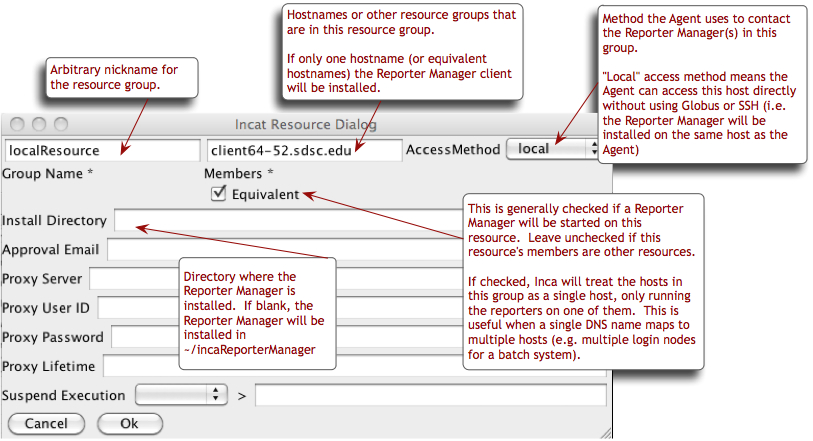 Hostnames or other resource groups that
are in this resource group.
If only one hostname (or equivalent
hostnames) the Reporter Manager client
will be installed.
Method the Agent uses to contact
the Reporter Manager(s) in this
group.
"Local" access method means the
Agent can access this host directly
without using Globus or SSH (i.e.
the Reporter Manager will be
installed on the same host as the
Agent)
Arbitrary nickname for
the resource group.
Incat Resource Dialog
localResource
client64-52.sdsc.edu
AccessMethod
local
Group Name *
Members *
Equivalent
This is generally checked if a Reporter
Manager will be started on this
resource. Leave unchecked if this
resource's members are other resources.
If checked, Inca will treat the hosts in
this group as a single host, only running
the reporters on one of them. This is
useful when a single DNS name maps to
multiple hosts (e.g. multiple login nodes
for a batch system).
Install Directory
Approval Email
Directory where the
Reporter Manager is
installed. If blank, the
Reporter Manager will be
installed in
~/incaReporterManager
Proxy Server
Proxy User ID
Proxy Password
Proxy Lifetime
Suspend Execution
>
Cancel
Ok